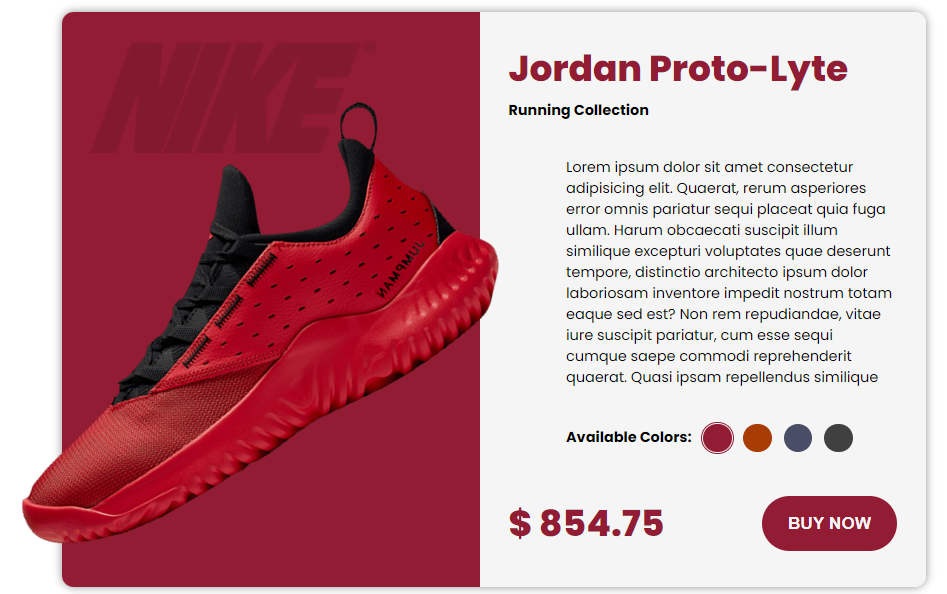 NIKE®
Jordan Proto-Lyte
Running Collection
Lorem ipsum dolor sit amet consectetur
adipisicing elit. Quaerat, rerum asperiores
error omnis pariatur sequi placeat quia fuga
ullam. Harum obcaecati suscipit illum
similique excepturi voluptates quae deserunt
tempore, distinctio architecto ipsum dolor
laboriosam inventore impedit nostrum totam
eaque sed est? Non rem repudiandae, vitae
iure suscipit pariatur, cum esse sequi
cumque saepe commodi reprehenderit
quaerat. Quasi ipsam repellendus similique
JUMPMAN
Available Colors:
$ 854.75
BUY NOW